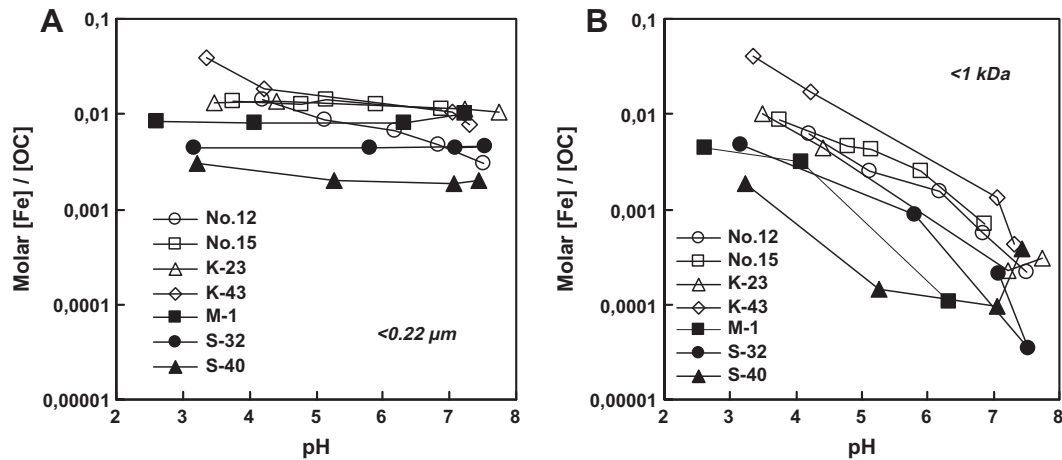 A
Molar [Fe] / [OC]
0,1
0,01
0,001
0,0001
0,00001
No.12
No.15
K-23
K-43
M-1
S-32
S-40
<0.22 µm
2 3 4 5 6 7 8
pH
B
Molar [Fe] / [OC]
0,1
0,01
0,001
0,0001
0,00001
<1 kDa
No.12
No.15
K-23
K-43
M-1
S-32
S-40
2 3 4 5 6 7 8
pH